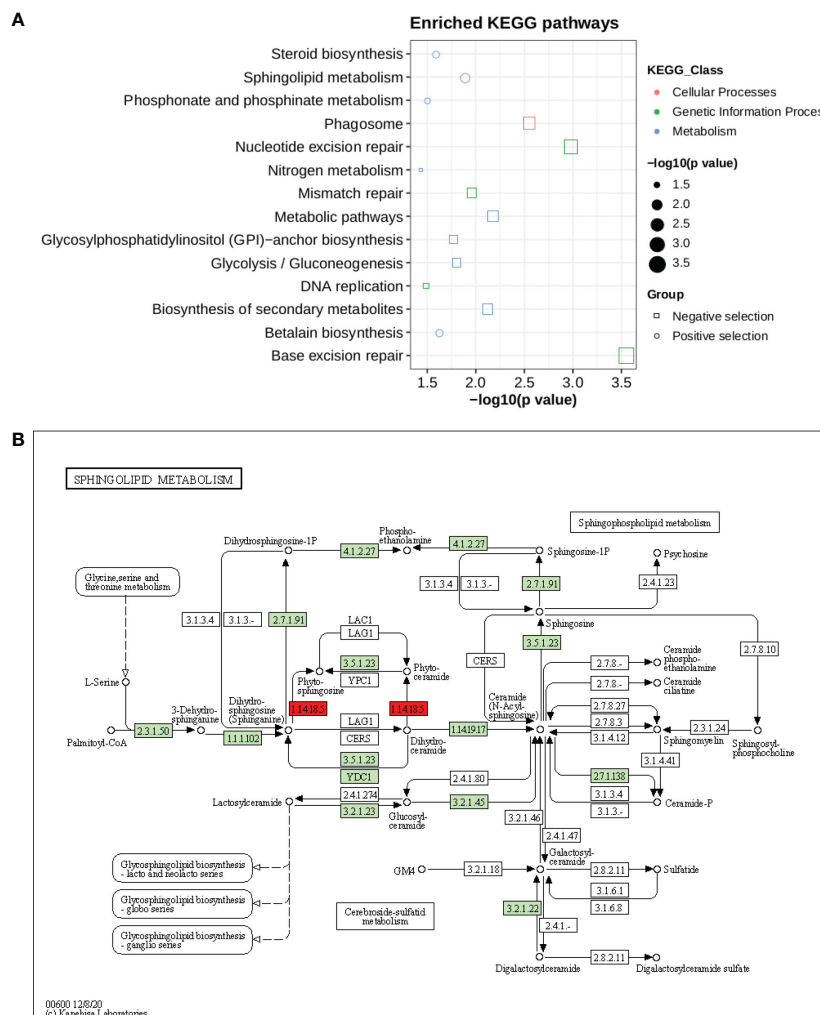 A
Enriched KEGG pathways
Steroid biosynthesis
Sphingolipid metabolism
Phosphonate and phosphinate metabolism
Phagosome
Nucleotide excision repair
Nitrogen metabolism
Mismatch repair
Metabolic pathways
Glycosylphosphatidylinositol (GPI)−anchor biosynthesis
Glycolysis / Gluconeogenesis
DNA replication
Biosynthesis of secondary metabolites
Betalain biosynthesis
Base excision repair
1.5 2.0 2.5 3.0 3.5
−log10(p value)
KEGG_Class
Cellular Processes
Genetic Information Proces
Metabolism
−log10(p value)
1.5
2.0
2.5
3.0
3.5
Group
Negative selection
Positive selection
B
SPHINGOLIPID METABOLISM
Sphingophospholipid metabolism
Dihydrosphingosine-1P
4.1.2.27
Phospho-
ethanolamine
4.1.2.27
Sphingosine-1P
Psychosine
Glycine,serine and
threonine metabolism
3.1.3.4
3.1.3.-
2.7.1.91
3.1.3.4
3.1.3.-
2.7.1.91
2.4.1.23
LAC1
LAG1
Sphingosine
3.5.1.23
YPC1
Phyto-
sphingosine
Phyto-
ceramide
CERS
3.5.1.23
2.7.8.10
L-Serine
2.7.8.-
Ceramide
phospho-
ethanolamine
2.7.8.-
Ceramide
ciliatine
3-Dehydro-
sphinganine
Dihydro-
sphingosine
(Sphinganine)
1.14.18.5
1.14.18.5
Ceramide
(N-Acyl-
sphingosine)
2.7.8.27
2.7.8.3
3.1.4.12
Palmitoyl-CoA
2.3.1.50
1.1.1.102
LAG1
CERS
Dihydro-
ceramide
1.14.19.17
Sphingomyelin
2.3.1.24
Sphingosyl-
phosphocholine
3.5.1.23
YDC1
3.1.4.41
2.4.1.80
2.7.1.138
3.1.3.4
3.1.3.-
Ceramide-P
Lactosylceramide
2.4.1.274
3.2.1.23
Glucosyl-
ceramide
3.2.1.45
3.2.1.46
2.4.1.47
Galactosyl-
ceramide
Glycosphingolipid biosynthesis
- lacto and neolacto series
GM4
3.2.1.18
2.8.2.11
Sulfatide
3.1.6.1
3.1.6.8
Glycosphingolipid biosynthesis
- globo series
Cerebroside-sulfatid
metabolism
3.2.1.22
2.4.1.-
Glycosphingolipid biosynthesis
- ganglio series
Digalactosylceramide
2.8.2.11
Digalactosylceramide sulfate
00600 12/8/20
(c) Kanehisa Laboratories